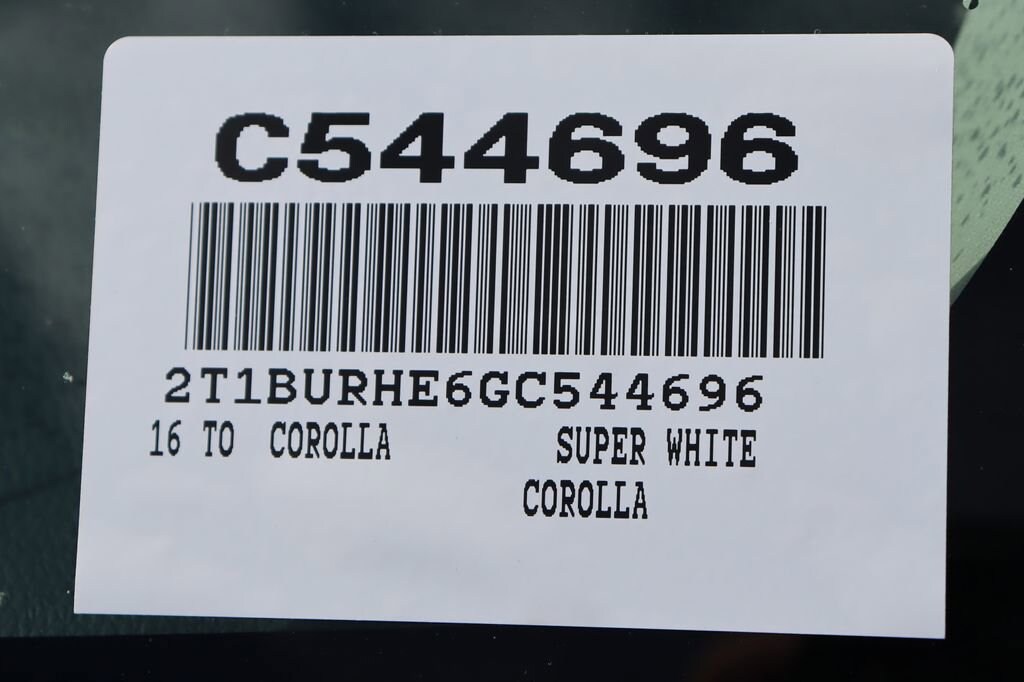 C544696
2T1BURHE6GC544696
16 TO COROLLA SUPER WHITE
COROLLA